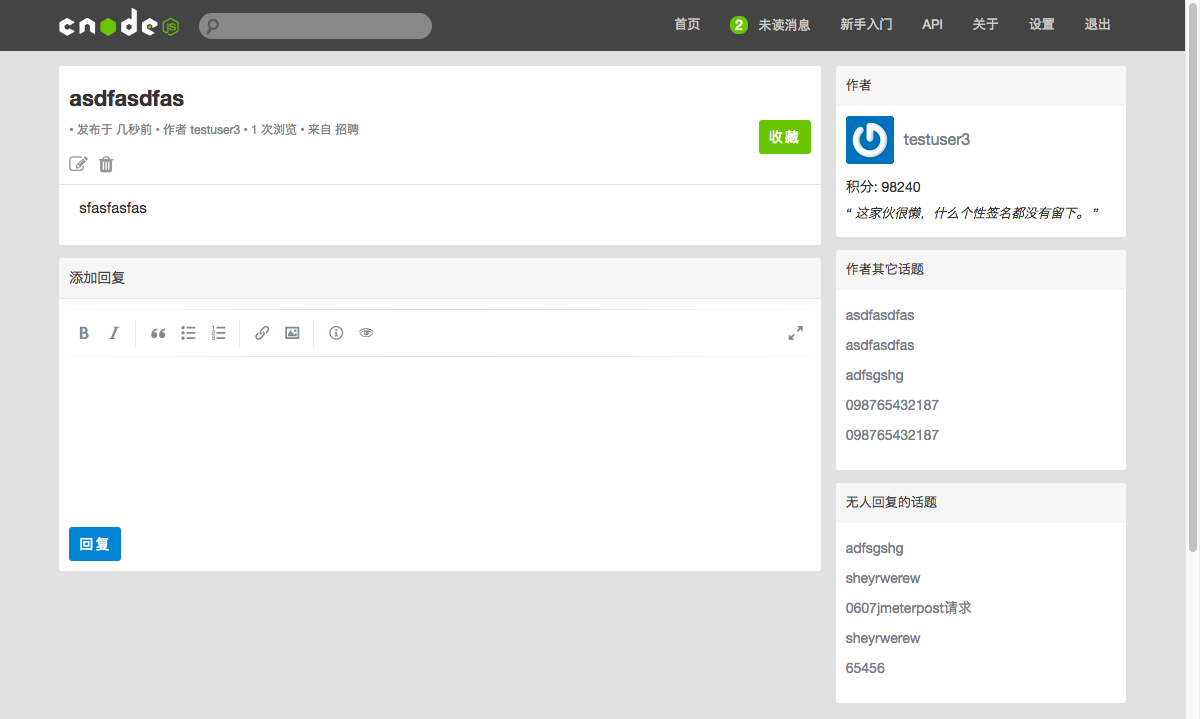 cnode JS
首页 2 未读消息 新手入门 API 关于 设置 退出
asdfasdfas
• 发布于 几秒前 • 作者 testuser3 • 1 次浏览 • 来自 招聘
收藏
sfasfasfas
添加回复
回复
作者
testuser3
积分: 98240
“ 这家伙很懒，什么个性签名都没有留下。 ”
作者其它话题
asdfasdfas
asdfasdfas
adfsgshg
098765432187
098765432187
无人回复的话题
adfsgshg
sheyrwerew
0607jmeterpost请求
sheyrwerew
65456